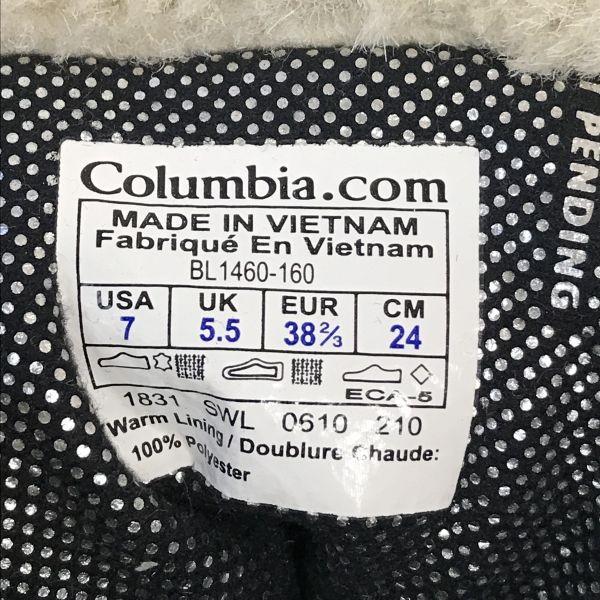 PENDING
Columbia.com
MADE IN VIETNAM
Fabriqué En Vietnam
BL1460-160
USA UK EUR CM
7 5.5 38⅔ 24
ECA-5
1831 SWL 0610 210
Warm Lining / Doublure Chaude:
100% Polyester